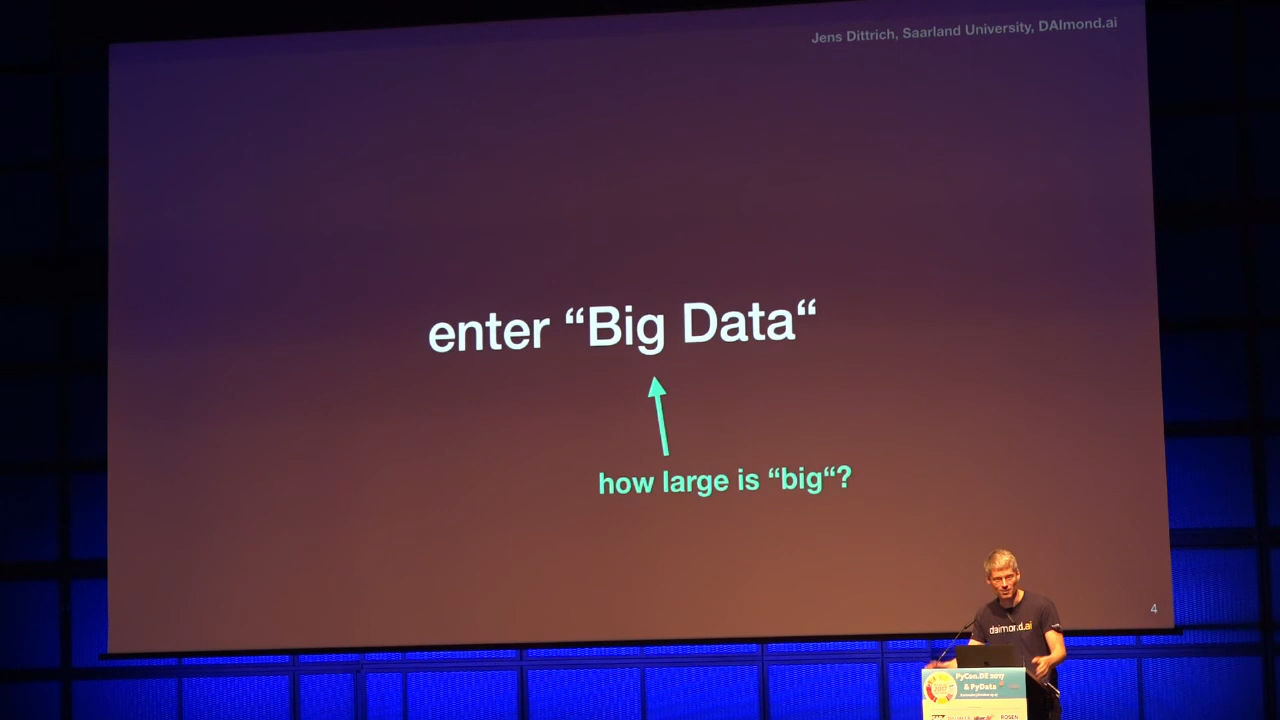 Jens Dittrich, Saarland University, DAImond.ai
enter “Big Data“
how large is “big“?
4
daimond.ai
PyCon.DE 2017
& PyData
ROSEN